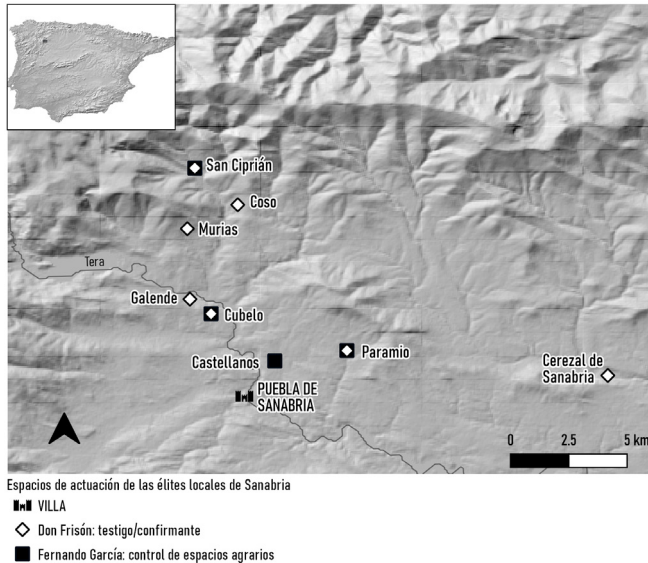 San Ciprián
Coso
Murias
Tera
Galende
Cubelo
Castellanos
Paramio
Cerezal de
Sanabria
PUEBLA DE
SANABRIA
0 2.5 5 km
Espacios de actuación de las élites locales de Sanabria
VILLA
Don Frisón: testigo/confirmante
Fernando García: control de espacios agrarios